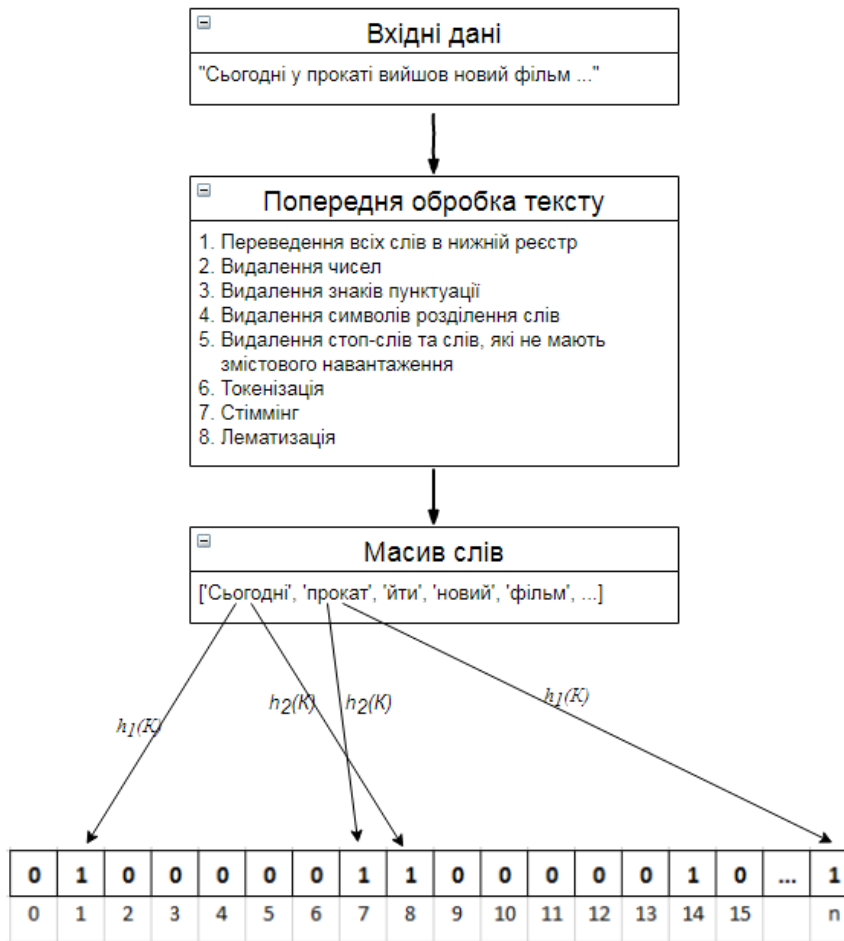 Вхідні дані
"Сьогодні у прокаті вийшов новий фільм ..."
Попередня обробка тексту
1. Переведення всіх слів в нижній реєстр
2. Видалення чисел
3. Видалення знаків пунктуації
4. Видалення символів розділення слів
5. Видалення стоп-слів та слів, які не мають
змістового навантаження
6. Токенізація
7. Стіммінг
8. Лематизація
Масив слів
['Сьогодні', 'прокат', 'йти', 'новий', 'фільм', ...]
h1(K) h2(K) h2(K) h1(K)
0 1 0 0 0 0 0 1 1 0 0 0 0 0 1 0 ... 1
0 1 2 3 4 5 6 7 8 9 10 11 12 13 14 15 n